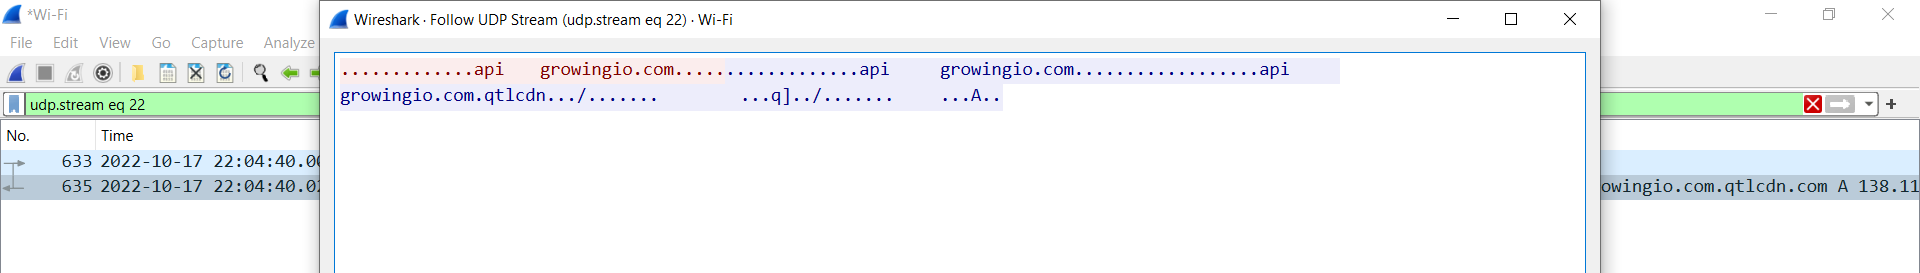 *Wi-Fi
Wireshark · Follow UDP Stream (udp.stream eq 22) · Wi-Fi
File Edit View Go Capture Analyze
udp.stream eq 22
No. Time
633 2022-10-17 22:04:40.00
635 2022-10-17 22:04:40.02
.............api growingio.com..................api growingio.com..................api
growingio.com.qtlcdn.../....... ...q]../....... ...A..
owingio.com.qtlcdn.com A 138.11